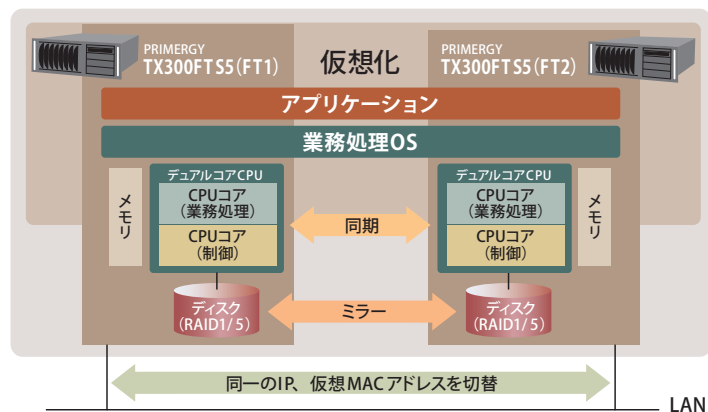 PRIMERGY
TX300FTS5(FT1)
仮想化
PRIMERGY
TX300FTS5(FT2)
アプリケーション
業務処理OS
メモリ
デュアルコアCPU
CPUコア
(業務処理)
CPUコア
(制御)
同期
デュアルコアCPU
CPUコア
(業務処理)
CPUコア
(制御)
メモリ
ディスク
(RAID1/5)
ミラー
ディスク
(RAID1/5)
同一のIP、仮想MACアドレスを切替
LAN